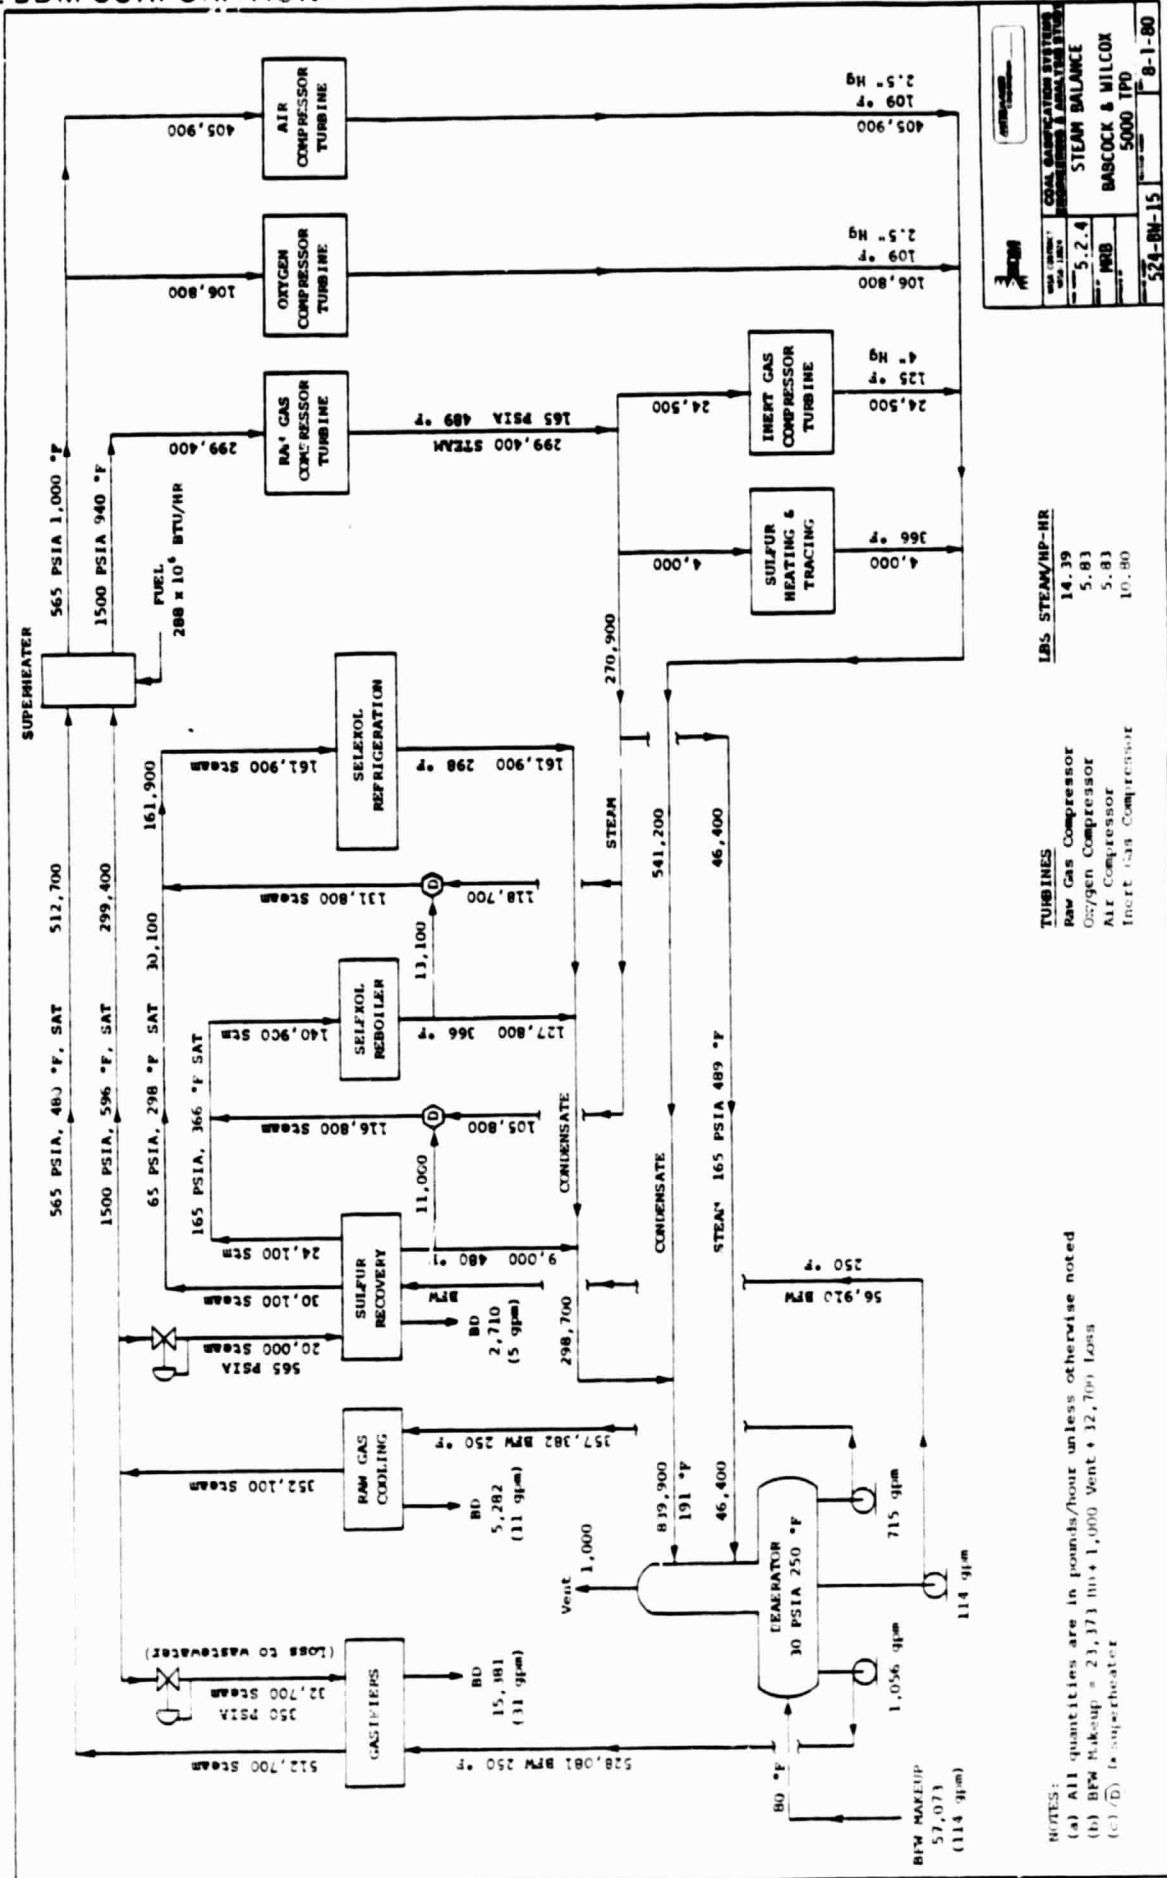 BDM CORPORATION
SUPERHEATER
565 PSIA, 480 °F, SAT 512,700
565 PSIA 1,000 °F
1500 PSIA, 596 °F, SAT 299,400
1500 PSIA 940 °F
FUEL
288 x 10⁶ BTU/HR
65 PSIA, 298 °F SAT 30,100
161,900
165 PSIA, 366 °F SAT
512,700 Steam
350 PSIA
32,700 Steam
(Loss to wastewater)
GASIFIERS
528,081 BFW 250 °F
BD
15,381
(31 gpm)
352,100 Steam
RAW GAS
COOLING
357,382 BFW 250 °F
BD
5,282
(11 gpm)
565 PSIA
20,000 Steam
30,100 Steam
24,100 Stm
SULFUR
RECOVERY
BFW
BD
2,710
(5 gpm)
9,000 480
11,000
D
116,800 Steam
105,800
140,900 Stm
SELEXOL
REBOILER
127,800 366 °F
13,100
D
131,800 Steam
118,700
161,900 Steam
SELEXOL
REFRIGERATION
161,900 298 °F
299,400
RAW GAS
COMPRESSOR
TURBINE
299,400 STEAM
165 PSIA 489 °F
106,800
OXYGEN
COMPRESSOR
TURBINE
106,800
109 °F
2.5" Hg
405,900
AIR
COMPRESSOR
TURBINE
405,900
109 °F
2.5" Hg
4,000
SULFUR
HEATING &
TRACING
4,000
366 °F
24,500
INERT GAS
COMPRESSOR
TURBINE
24,500
125 °F
4" Hg
270,900
STEAM
CONDENSATE
298,700
541,200
CONDENSATE
46,400
STEAM 165 PSIA 489 °F
839,900
191 °F
46,400
Vent 1,000
DEAERATOR
30 PSIA 250 °F
1,056 gpm
114 gpm
715 gpm
56,910 BFW
250 °F
80 °F
BFW MAKEUP
57,073
(114 gpm)
NOTES:
(a) All quantities are in pounds/hour unless otherwise noted
(b) BFW Makeup = 23,373 BD + 1,000 Vent + 32,700 Loss
(c) D Desuperheater
TURBINES LBS STEAM/HP-HR
Raw Gas Compressor 14.39
Oxygen Compressor 5.83
Air Compressor 5.83
Inert Gas Compressor 10.80
BDM
COAL GASIFICATION SYSTEMS
ENGINEERING & ANALYSIS STUDY
5.2.4
STEAM BALANCE
MRB
BABCOCK & WILCOX
5000 TPD
524-BW-15
8-1-80